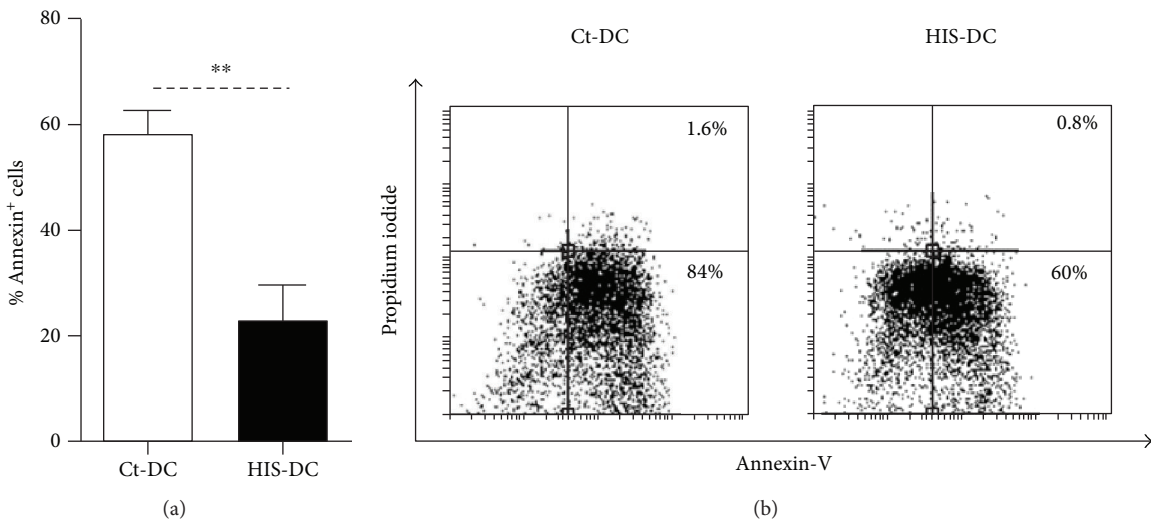 80
60
40
20
0
% Annexin⁺ cells
**
Ct-DC
HIS-DC
(a)
Ct-DC
HIS-DC
1.6%
84%
0.8%
60%
Propidium iodide
Annexin-V
(b)